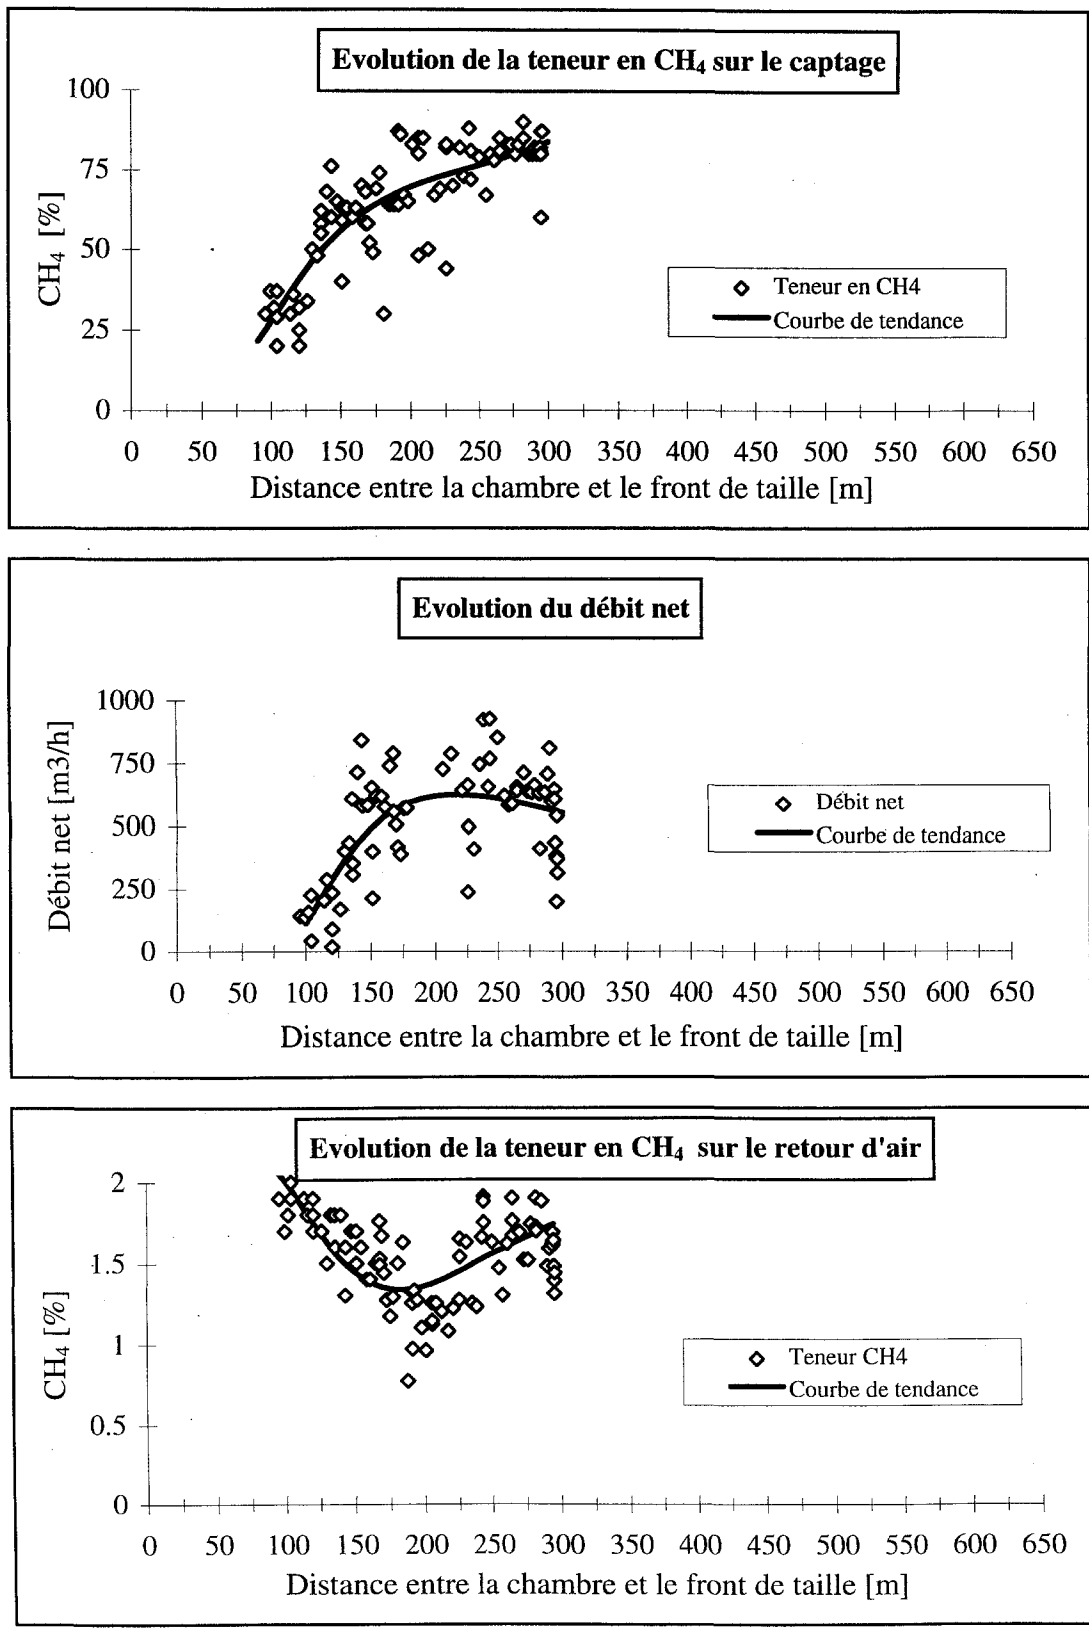 Evolution de la teneur en CH₄ sur le captage
100
75
50
25
0
CH₄ [%]
Teneur en CH4
Courbe de tendance
0 50 100 150 200 250 300 350 400 450 500 550 600 650
Distance entre la chambre et le front de taille [m]
Evolution du débit net
1000
750
500
250
0
Débit net [m3/h]
Débit net
Courbe de tendance
0 50 100 150 200 250 300 350 400 450 500 550 600 650
Distance entre la chambre et le front de taille [m]
Evolution de la teneur en CH₄ sur le retour d'air
2
1.5
1
0.5
0
CH₄ [%]
Teneur CH4
Courbe de tendance
0 50 100 150 200 250 300 350 400 450 500 550 600 650
Distance entre la chambre et le front de taille [m]